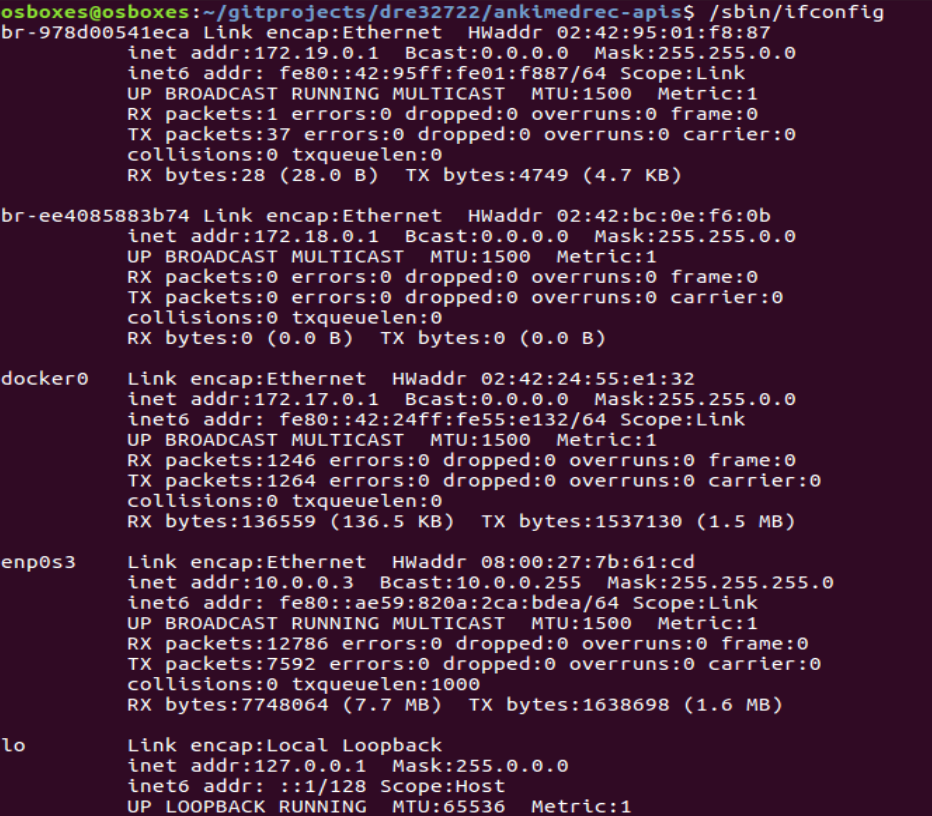 osboxes@osboxes:~/gitprojects/dre32722/ankimedrec-apis$ /sbin/ifconfig
br-978d00541eca Link encap:Ethernet  HWaddr 02:42:95:01:f8:87
          inet addr:172.19.0.1  Bcast:0.0.0.0  Mask:255.255.0.0
          inet6 addr: fe80::42:95ff:fe01:f887/64 Scope:Link
          UP BROADCAST RUNNING MULTICAST  MTU:1500  Metric:1
          RX packets:1 errors:0 dropped:0 overruns:0 frame:0
          TX packets:37 errors:0 dropped:0 overruns:0 carrier:0
          collisions:0 txqueuelen:0
          RX bytes:28 (28.0 B)  TX bytes:4749 (4.7 KB)

br-ee4085883b74 Link encap:Ethernet  HWaddr 02:42:bc:0e:f6:0b
          inet addr:172.18.0.1  Bcast:0.0.0.0  Mask:255.255.0.0
          UP BROADCAST MULTICAST  MTU:1500  Metric:1
          RX packets:0 errors:0 dropped:0 overruns:0 frame:0
          TX packets:0 errors:0 dropped:0 overruns:0 carrier:0
          collisions:0 txqueuelen:0
          RX bytes:0 (0.0 B)  TX bytes:0 (0.0 B)

docker0   Link encap:Ethernet  HWaddr 02:42:24:55:e1:32
          inet addr:172.17.0.1  Bcast:0.0.0.0  Mask:255.255.0.0
          inet6 addr: fe80::42:24ff:fe55:e132/64 Scope:Link
          UP BROADCAST MULTICAST  MTU:1500  Metric:1
          RX packets:1246 errors:0 dropped:0 overruns:0 frame:0
          TX packets:1264 errors:0 dropped:0 overruns:0 carrier:0
          collisions:0 txqueuelen:0
          RX bytes:136559 (136.5 KB)  TX bytes:1537130 (1.5 MB)

enp0s3    Link encap:Ethernet  HWaddr 08:00:27:7b:61:cd
          inet addr:10.0.0.3  Bcast:10.0.0.255  Mask:255.255.255.0
          inet6 addr: fe80::ae59:820a:2ca:bdea/64 Scope:Link
          UP BROADCAST RUNNING MULTICAST  MTU:1500  Metric:1
          RX packets:12786 errors:0 dropped:0 overruns:0 frame:0
          TX packets:7592 errors:0 dropped:0 overruns:0 carrier:0
          collisions:0 txqueuelen:1000
          RX bytes:7748064 (7.7 MB)  TX bytes:1638698 (1.6 MB)

lo        Link encap:Local Loopback
          inet addr:127.0.0.1  Mask:255.0.0.0
          inet6 addr: ::1/128 Scope:Host
          UP LOOPBACK RUNNING  MTU:65536  Metric:1